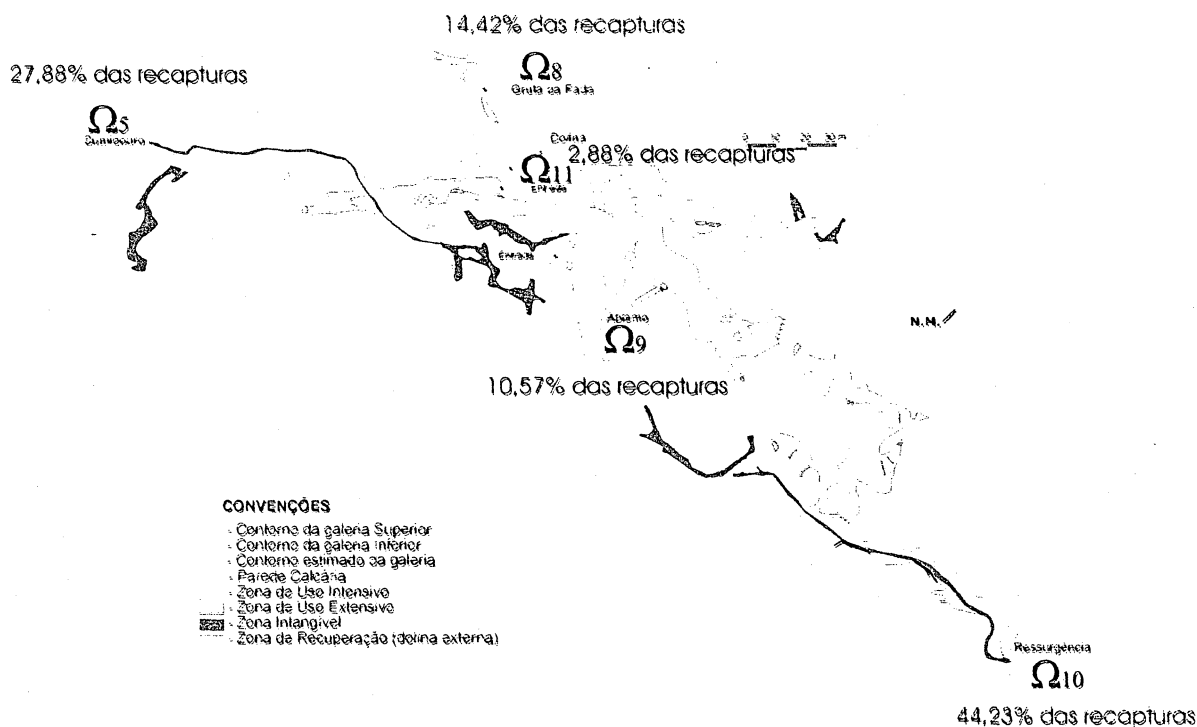 14,42% das recapturas
27,88% das recapturas
Ω8
Gruta da Fada
Ω5
Ω11
2,88% das recapturas
Entrada
Abismo
Ω9
N.M.
10,57% das recapturas
CONVENÇÕES
- Contorno da galeria Superior
- Contorno da galeria Inferior
- Contorno estimado da galeria
- Parede Calcária
- Zona de Uso Intensivo
- Zona de Uso Extensivo
- Zona Intangível
- Zona de Recuperação (dolina externa)
Ressurgência
Ω10
44,23% das recapturas